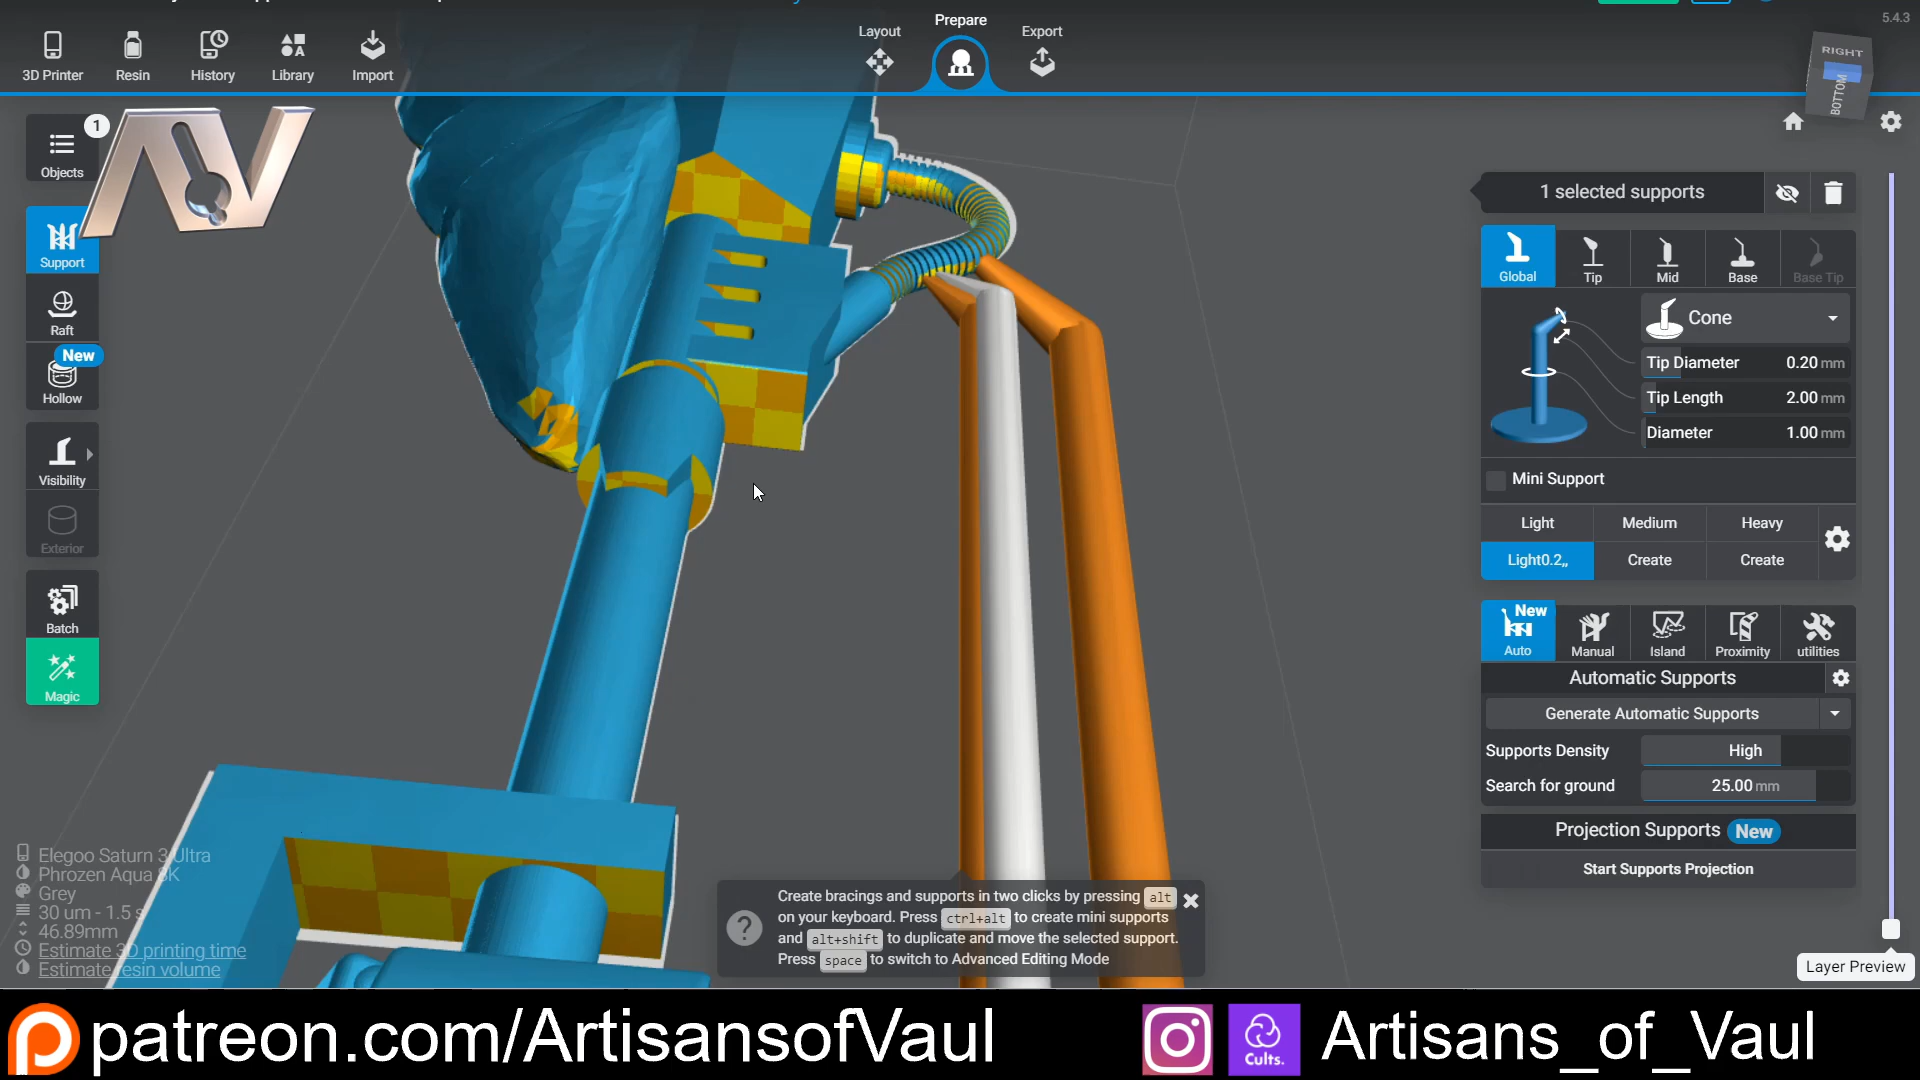 Layout
Prepare
Export
5.4.3
3D Printer
Resin
History
Library
Import
RIGHT
BOTTOM
1
Objects
AV
Support
Raft
New
Hollow
Visibility
Exterior
Batch
Magic
1 selected supports
Global
Tip
Mid
Base
Base Tip
Cone
Tip Diameter 0.20 mm
Tip Length 2.00 mm
Diameter 1.00 mm
Mini Support
Light Medium Heavy
Light0.2,, Create Create
New
Auto
Manual
Island
Proximity
utilities
Automatic Supports
Generate Automatic Supports
Supports Density High
Search for ground 25.00 mm
Projection Supports New
Start Supports Projection
Layer Preview
Elegoo Saturn 3 Ultra
Phrozen Aqua 8K
Grey
30 um - 1.5 s
46.89mm
Estimate 3D printing time
Estimate resin volume
Create bracings and supports in two clicks by pressing alt
on your keyboard. Press ctrl+alt to create mini supports
and alt+shift to duplicate and move the selected support.
Press space to switch to Advanced Editing Mode
patreon.com/ArtisansofVaul
Cults.
Artisans_of_Vaul